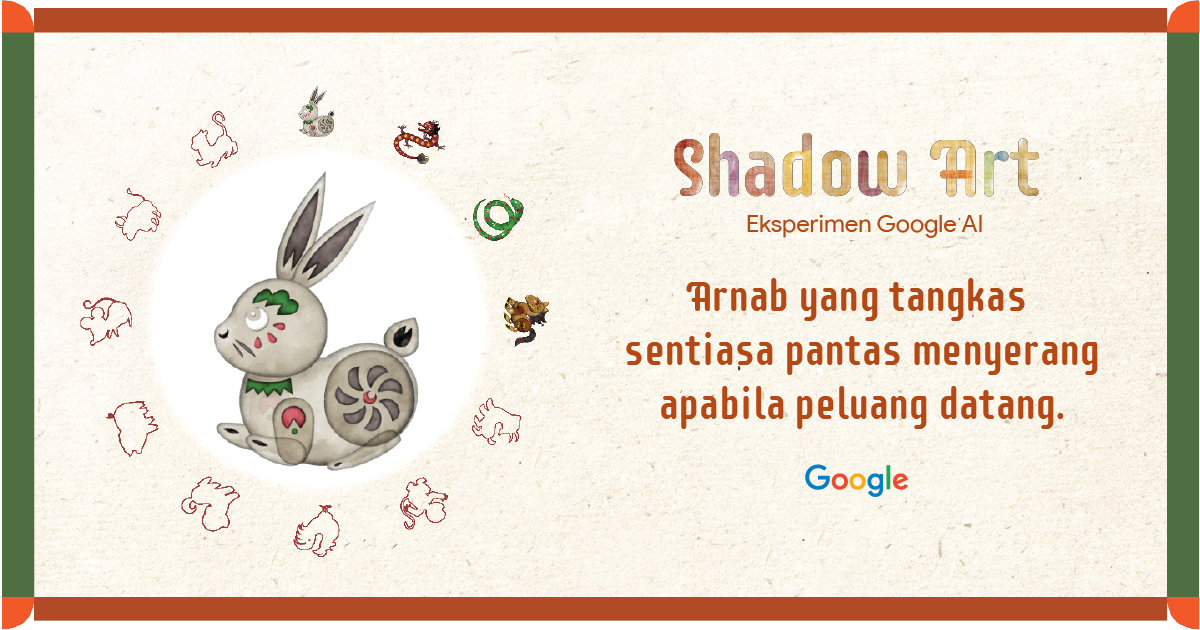 Shadow Art
Eksperimen Google AI
Arnab yang tangkas
sentiasa pantas menyerang
apabila peluang datang.
Google